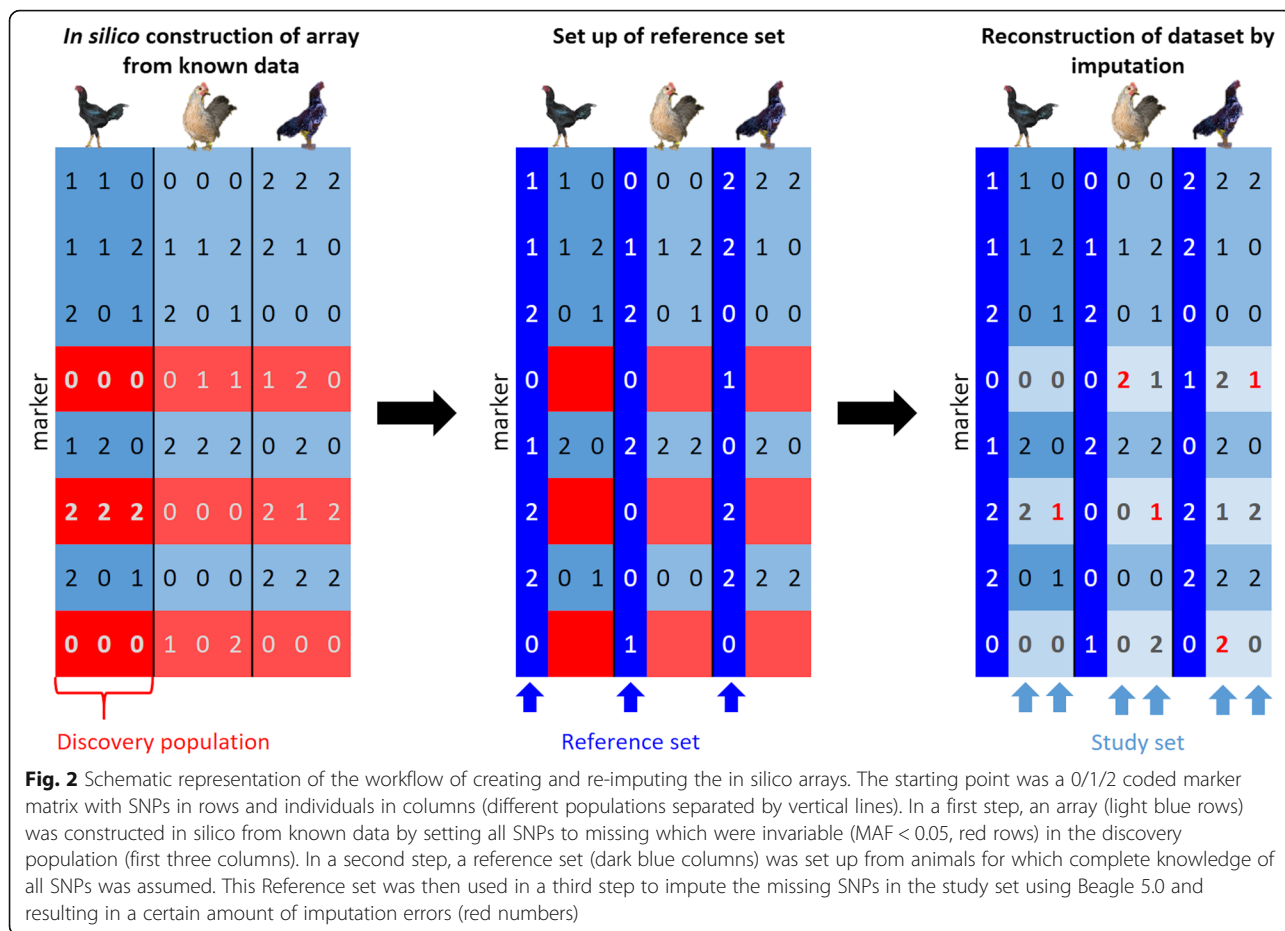 In silico construction of array
from known data
Set up of reference set
Reconstruction of dataset by
imputation
marker
1 1 0 0 0 0 2 2 2
1 1 2 1 1 2 2 1 0
2 0 1 2 0 1 0 0 0
0 0 0 0 1 1 1 2 0
1 2 0 2 2 2 0 2 0
2 2 2 0 0 0 2 1 2
2 0 1 0 0 0 2 2 2
0 0 0 1 0 2 0 0 0
Discovery population
marker
1 1 0 0 0 0 2 2 2
1 1 2 1 1 2 2 1 0
2 0 1 2 0 1 0 0 0
0 0 1
1 2 0 2 2 2 0 2 0
2 0 2
2 0 1 0 0 0 2 2 2
0 1 0
Reference set
marker
1 1 0 0 0 0 2 2 2
1 1 2 1 1 2 2 1 0
2 0 1 2 0 1 0 0 0
0 0 0 0 2 1 1 2 1
1 2 0 2 2 2 0 2 0
2 2 1 0 0 1 2 1 2
2 0 1 0 0 0 2 2 2
0 0 0 1 0 2 0 2 0
Study set
Fig. 2 Schematic representation of the workflow of creating and re-imputing the in silico arrays. The starting point was a 0/1/2 coded marker
matrix with SNPs in rows and individuals in columns (different populations separated by vertical lines). In a first step, an array (light blue rows)
was constructed in silico from known data by setting all SNPs to missing which were invariable (MAF < 0.05, red rows) in the discovery
population (first three columns). In a second step, a reference set (dark blue columns) was set up from animals for which complete knowledge of
all SNPs was assumed. This Reference set was then used in a third step to impute the missing SNPs in the study set using Beagle 5.0 and
resulting in a certain amount of imputation errors (red numbers)